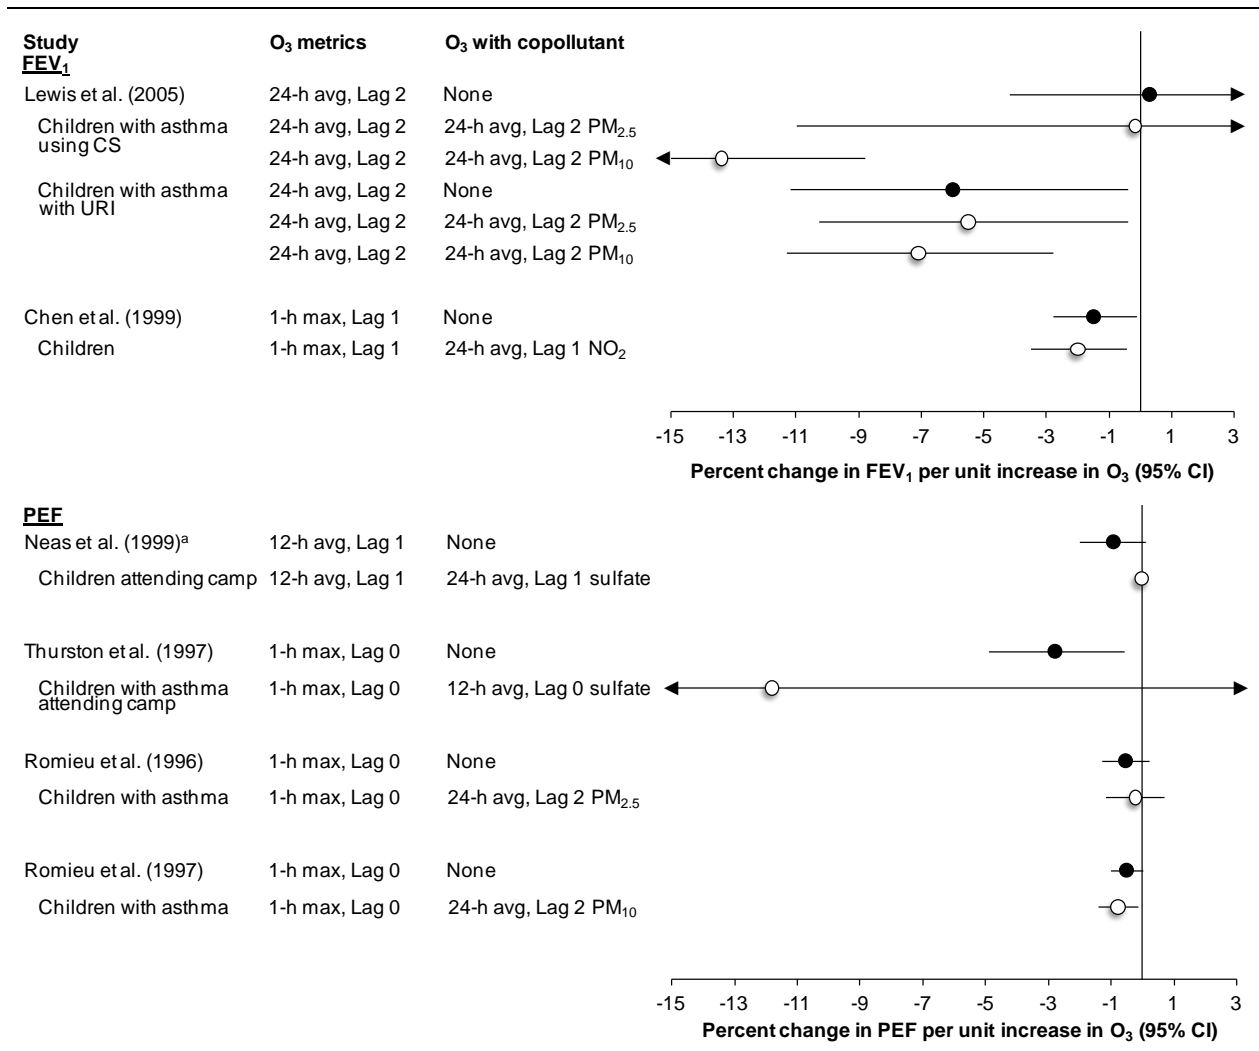 Study O3 metrics O3 with copollutant
FEV1
Lewis et al. (2005) 24-h avg, Lag 2 None
Children with asthma 24-h avg, Lag 2 24-h avg, Lag 2 PM2.5
using CS
24-h avg, Lag 2 24-h avg, Lag 2 PM10
Children with asthma 24-h avg, Lag 2 None
with URI
24-h avg, Lag 2 24-h avg, Lag 2 PM2.5
24-h avg, Lag 2 24-h avg, Lag 2 PM10
Chen et al. (1999) 1-h max, Lag 1 None
Children 1-h max, Lag 1 24-h avg, Lag 1 NO2
-15 -13 -11 -9 -7 -5 -3 -1 1 3
Percent change in FEV1 per unit increase in O3 (95% CI)
PEF
Neas et al. (1999)a 12-h avg, Lag 1 None
Children attending camp 12-h avg, Lag 1 24-h avg, Lag 1 sulfate
Thurston et al. (1997) 1-h max, Lag 0 None
Children with asthma 1-h max, Lag 0 12-h avg, Lag 0 sulfate
attending camp
Romieu et al. (1996) 1-h max, Lag 0 None
Children with asthma 1-h max, Lag 0 24-h avg, Lag 2 PM2.5
Romieu et al. (1997) 1-h max, Lag 0 None
Children with asthma 1-h max, Lag 0 24-h avg, Lag 2 PM10
-15 -13 -11 -9 -7 -5 -3 -1 1 3
Percent change in PEF per unit increase in O3 (95% CI)